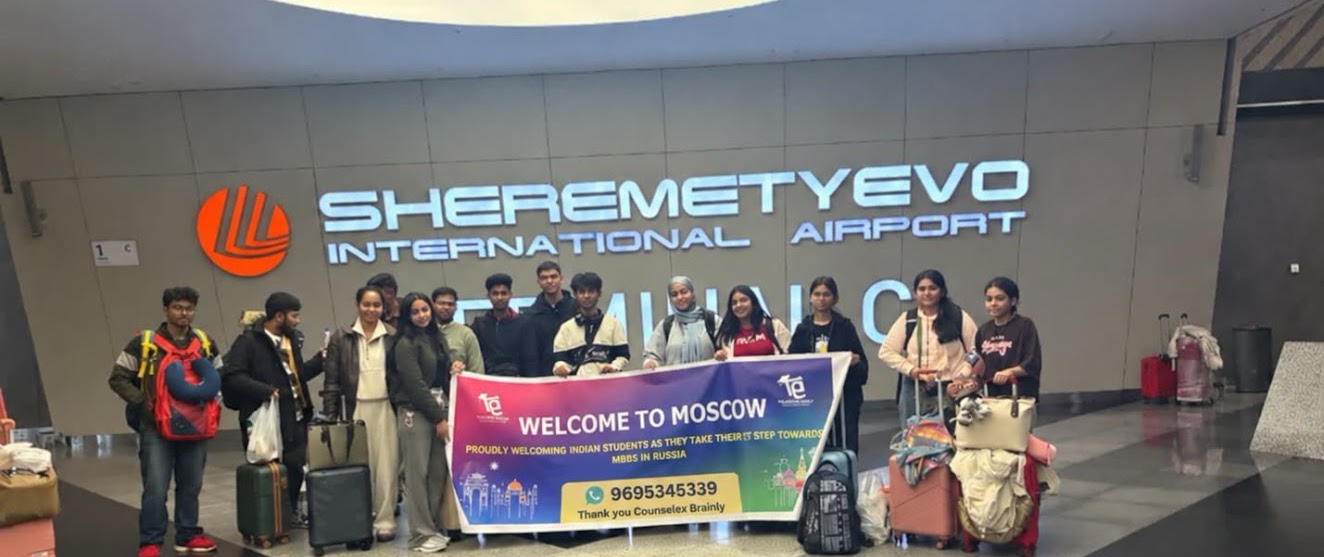 SHEREMETYEVO
INTERNATIONAL AIRPORT
1 C
C
WELCOME TO MOSCOW
PROUDLY WELCOMING INDIAN STUDENTS AS THEY TAKE THEIR 1ST STEP TOWARDS
MBBS IN RUSSIA
9695345339
Thank you Counselex Brainly